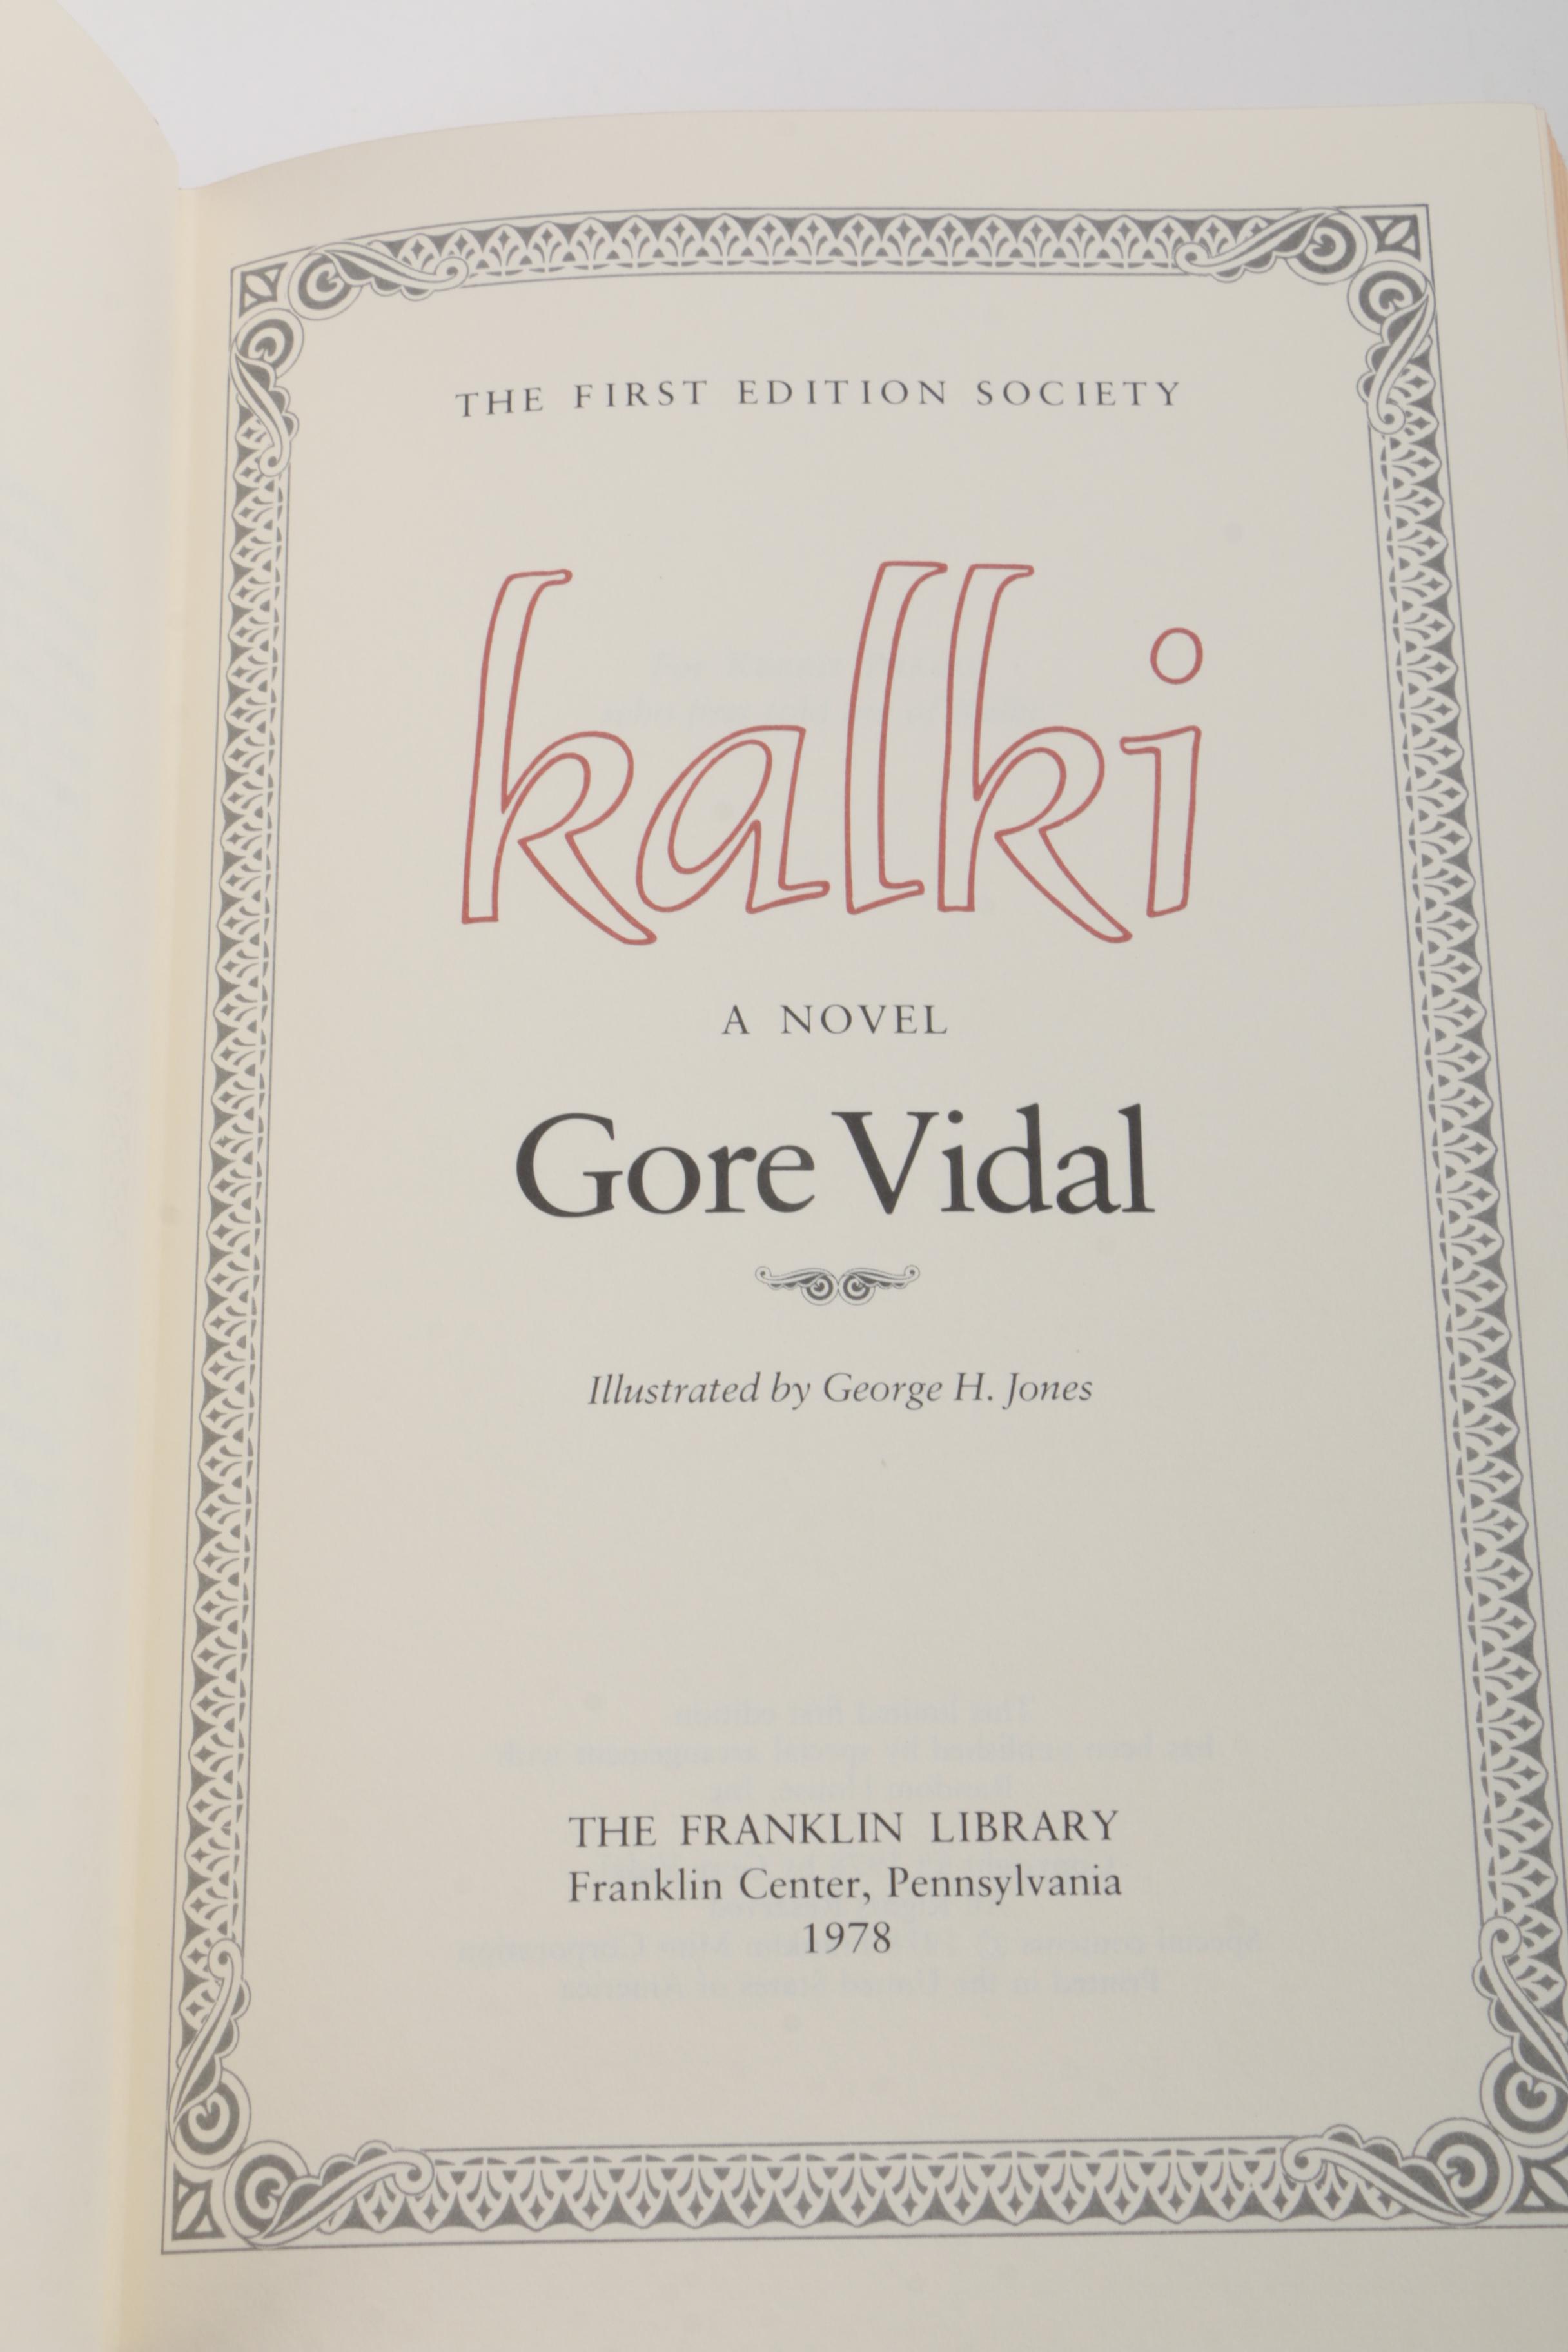 THE FIRST EDITION SOCIETY
kalki
A NOVEL
Gore Vidal
Illustrated by George H. Jones
THE FRANKLIN LIBRARY
Franklin Center, Pennsylvania
1978